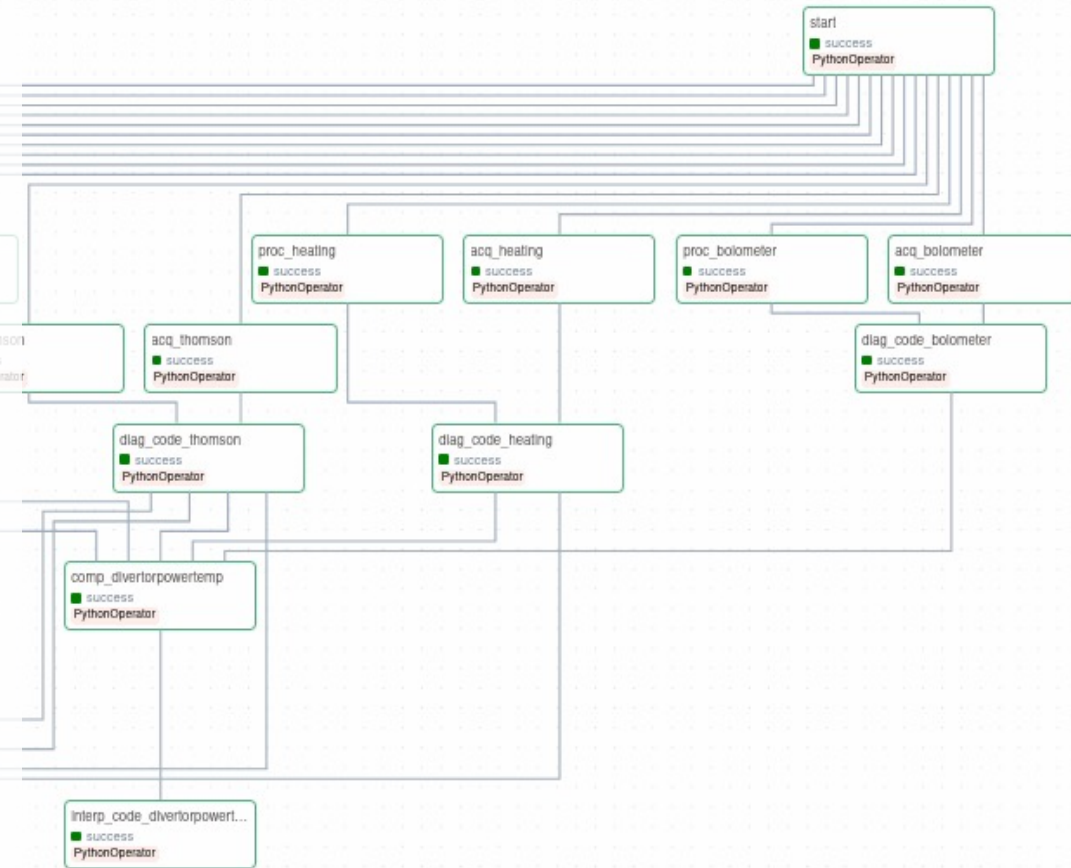 start
success
PythonOperator
proc_heating
success
PythonOperator
acq_heating
success
PythonOperator
proc_bolometer
success
PythonOperator
acq_bolometer
success
PythonOperator
acq_thomson
success
PythonOperator
diag_code_bolometer
success
PythonOperator
diag_code_thomson
success
PythonOperator
diag_code_heating
success
PythonOperator
comp_divertorpowertemp
success
PythonOperator
interp_code_divertorpowert...
success
PythonOperator